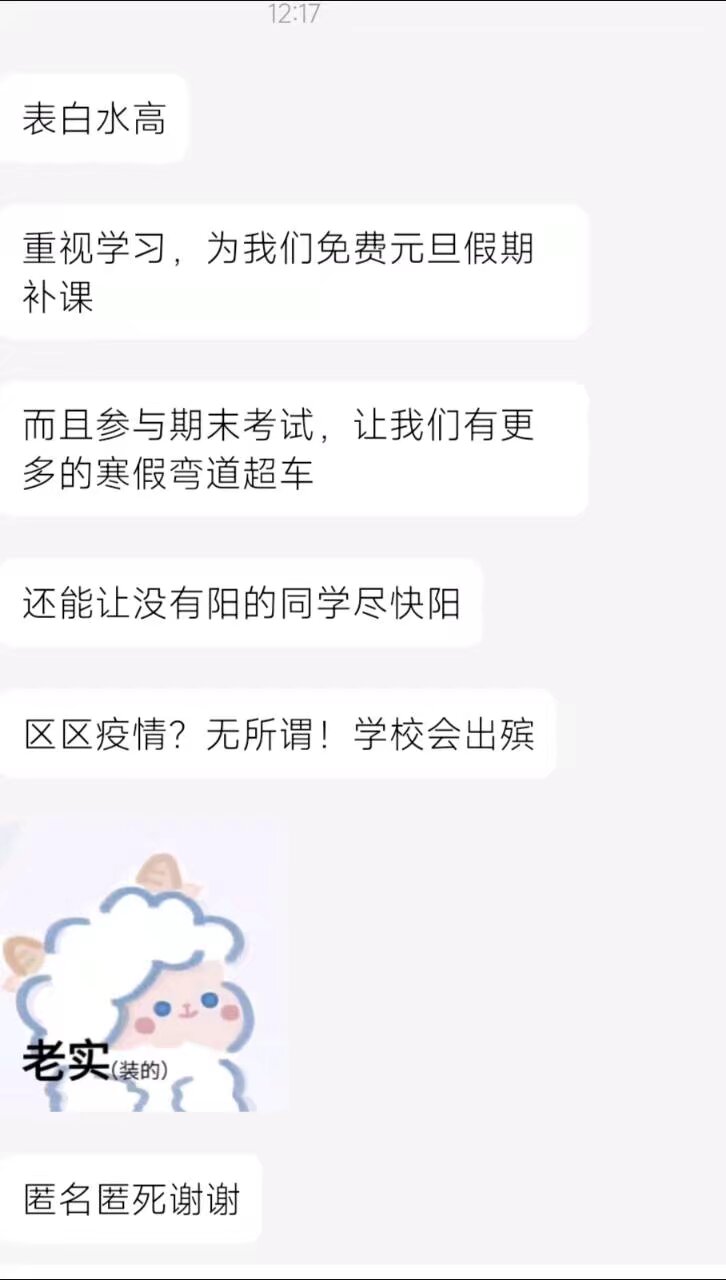 12:17
表白水高
重视学习，为我们免费元旦假期
补课
而且参与期末考试，让我们有更
多的寒假弯道超车
还能让没有阳的同学尽快阳
区区疫情？无所谓！学校会出殡
老实(装的)
匿名匿死谢谢